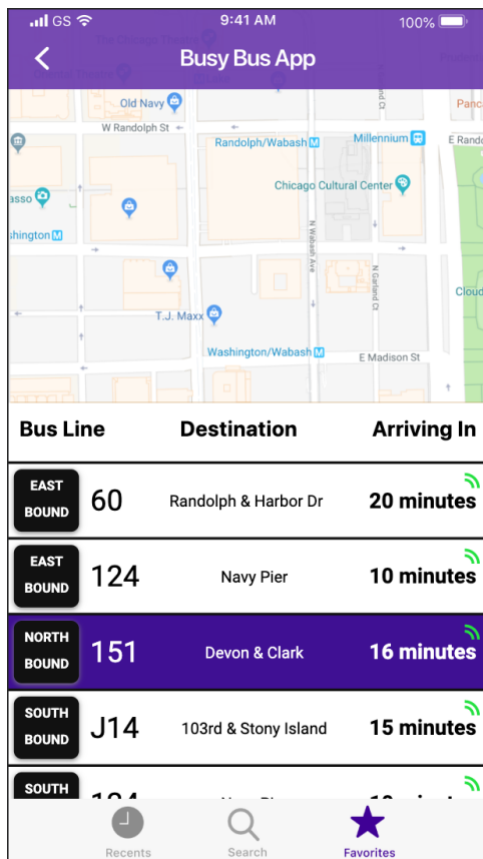 GS 9:41 AM 100%
Busy Bus App
Old Navy
W Randolph St
Randolph/Wabash M
Millennium
E Rand
Panc
asso
Chicago Cultural Center
hington M
N Wabash Ave
N Garland Ct
Cloud
T.J. Maxx
Washington/Wabash M
E Madison St
Bus Line Destination Arriving In
EAST
BOUND
60 Randolph & Harbor Dr 20 minutes
EAST
BOUND
124 Navy Pier 10 minutes
NORTH
BOUND
151 Devon & Clark 16 minutes
SOUTH
BOUND
J14 103rd & Stony Island 15 minutes
SOUTH
Recents Search Favorites